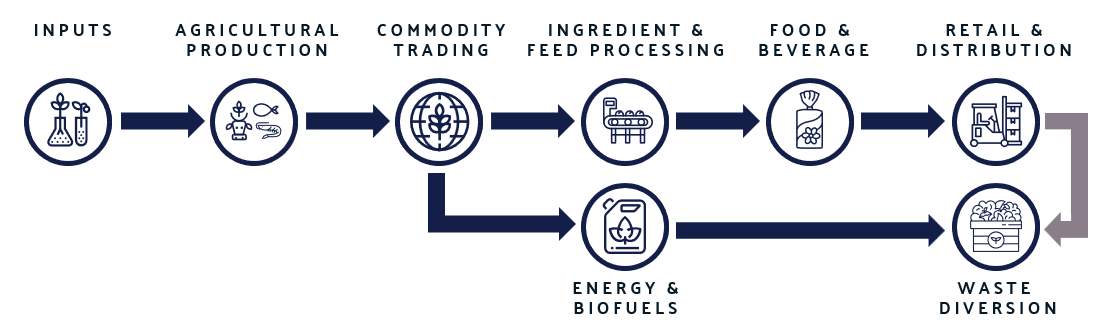 INPUTS
AGRICULTURAL
PRODUCTION
COMMODITY
TRADING
INGREDIENT &
FEED PROCESSING
FOOD &
BEVERAGE
RETAIL &
DISTRIBUTION
ENERGY &
BIOFUELS
WASTE
DIVERSION